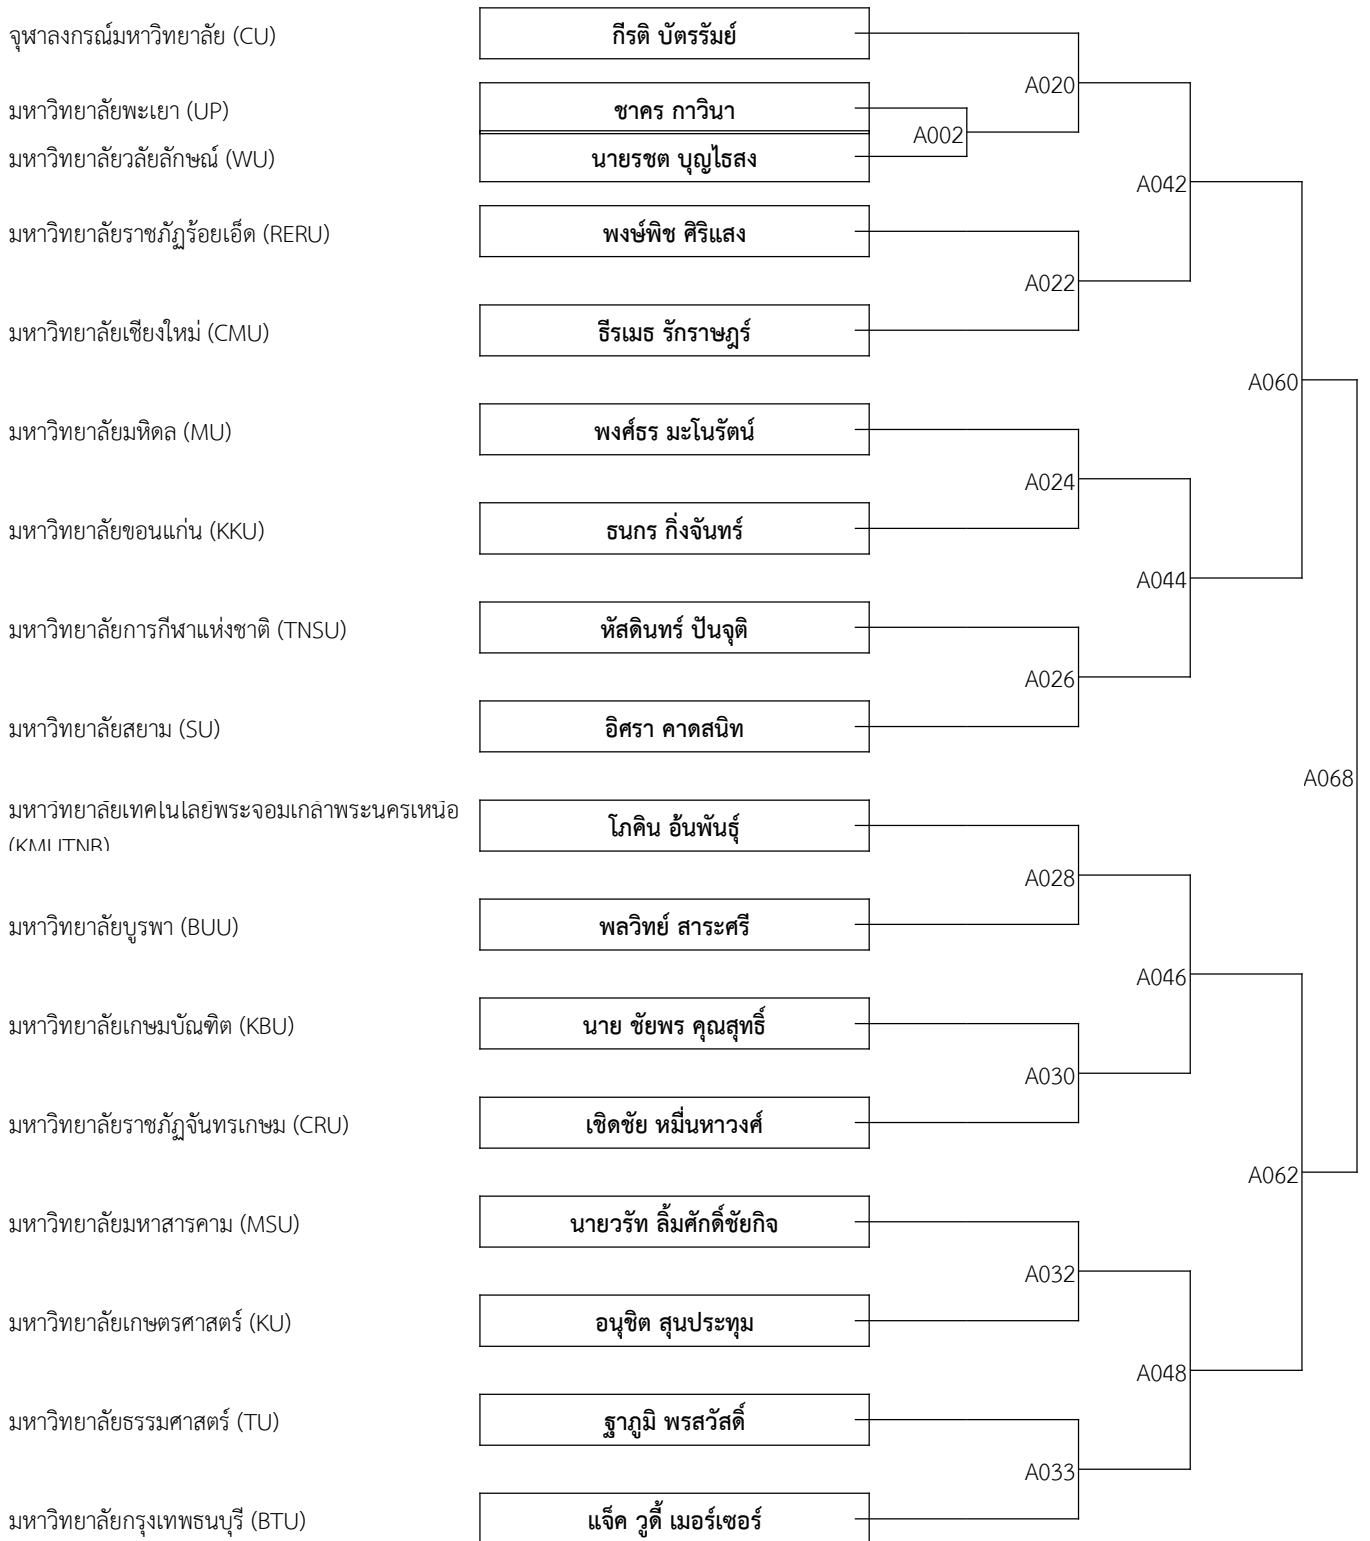 จุฬาลงกรณ์มหาวิทยาลัย (CU) กีรติ บัตรรัมย์
A020
มหาวิทยาลัยพะเยา (UP) ชาคร กาวินา
A002
มหาวิทยาลัยวลัยลักษณ์ (WU) นายรชต บุญไธสง
A042
มหาวิทยาลัยราชภัฏร้อยเอ็ด (RERU) พงษ์พิช ศิริแสง
A022
มหาวิทยาลัยเชียงใหม่ (CMU) ธีรเมธ รักราษฎร์
A060
มหาวิทยาลัยมหิดล (MU) พงศ์ธร มะโนรัตน์
A024
มหาวิทยาลัยขอนแก่น (KKU) ธนกร กิ่งจันทร์
A044
มหาวิทยาลัยการกีฬาแห่งชาติ (TNSU) หัสดินทร์ ปันจุติ
A026
มหาวิทยาลัยสยาม (SU) อิศรา คาดสนิท
A068
มหาวิทยาลัยเทคโนโลยีพระจอมเกล้าพระนครเหนือ
(KMUTNB) โภคิน อ้นพันธุ์
A028
มหาวิทยาลัยบูรพา (BUU) พลวิทย์ สาระศรี
A046
มหาวิทยาลัยเกษมบัณฑิต (KBU) นาย ชัยพร คุณสุทธิ์
A030
มหาวิทยาลัยราชภัฏจันทรเกษม (CRU) เชิดชัย หมื่นหาวงศ์
A062
มหาวิทยาลัยมหาสารคาม (MSU) นายวรัท ลิ้มศักดิ์ชัยกิจ
A032
มหาวิทยาลัยเกษตรศาสตร์ (KU) อนุชิต สุนประทุม
A048
มหาวิทยาลัยธรรมศาสตร์ (TU) ฐาภูมิ พรสวัสดิ์
A033
มหาวิทยาลัยกรุงเทพธนบุรี (BTU) แจ็ค วูดี้ เมอร์เซอร์